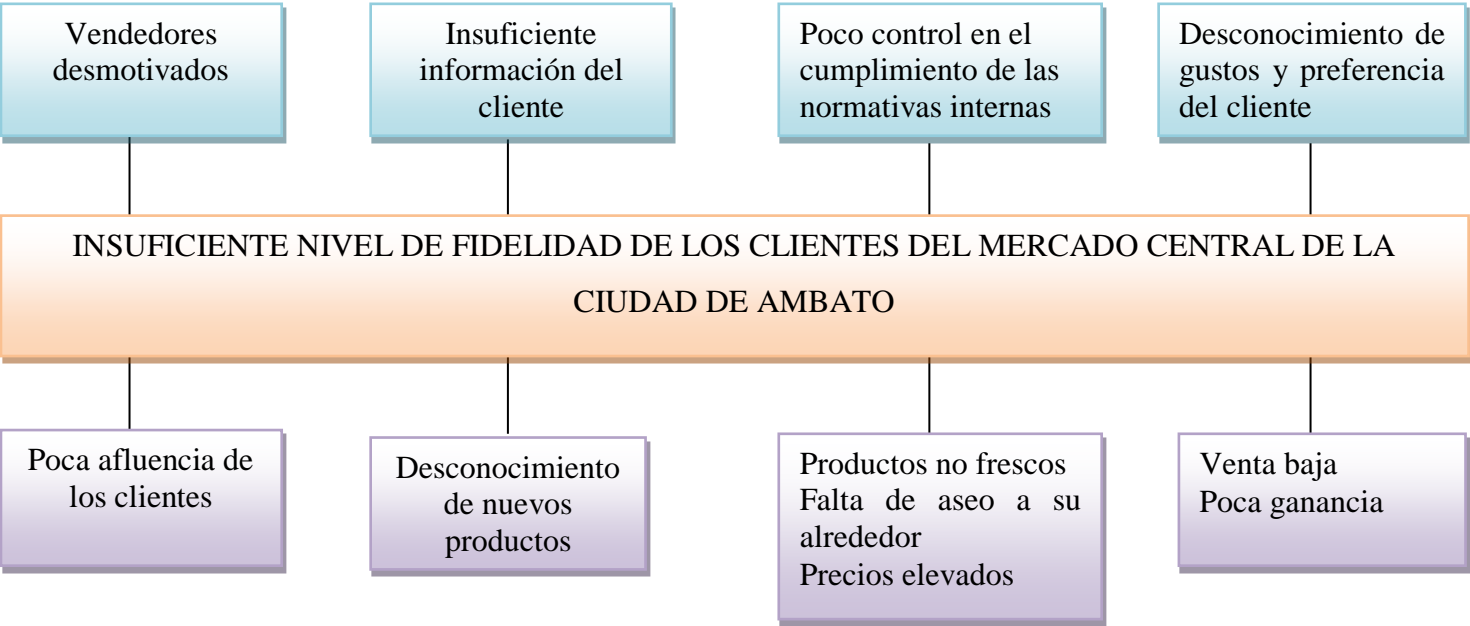 Vendedores
desmotivados
Insuficiente
información del
cliente
Poco control en el
cumplimiento de las
normativas internas
Desconocimiento de
gustos y preferencia
del cliente
INSUFICIENTE NIVEL DE FIDELIDAD DE LOS CLIENTES DEL MERCADO CENTRAL DE LA
CIUDAD DE AMBATO
Poca afluencia de
los clientes
Desconocimiento
de nuevos
productos
Productos no frescos
Falta de aseo a su
alrededor
Precios elevados
Venta baja
Poca ganancia